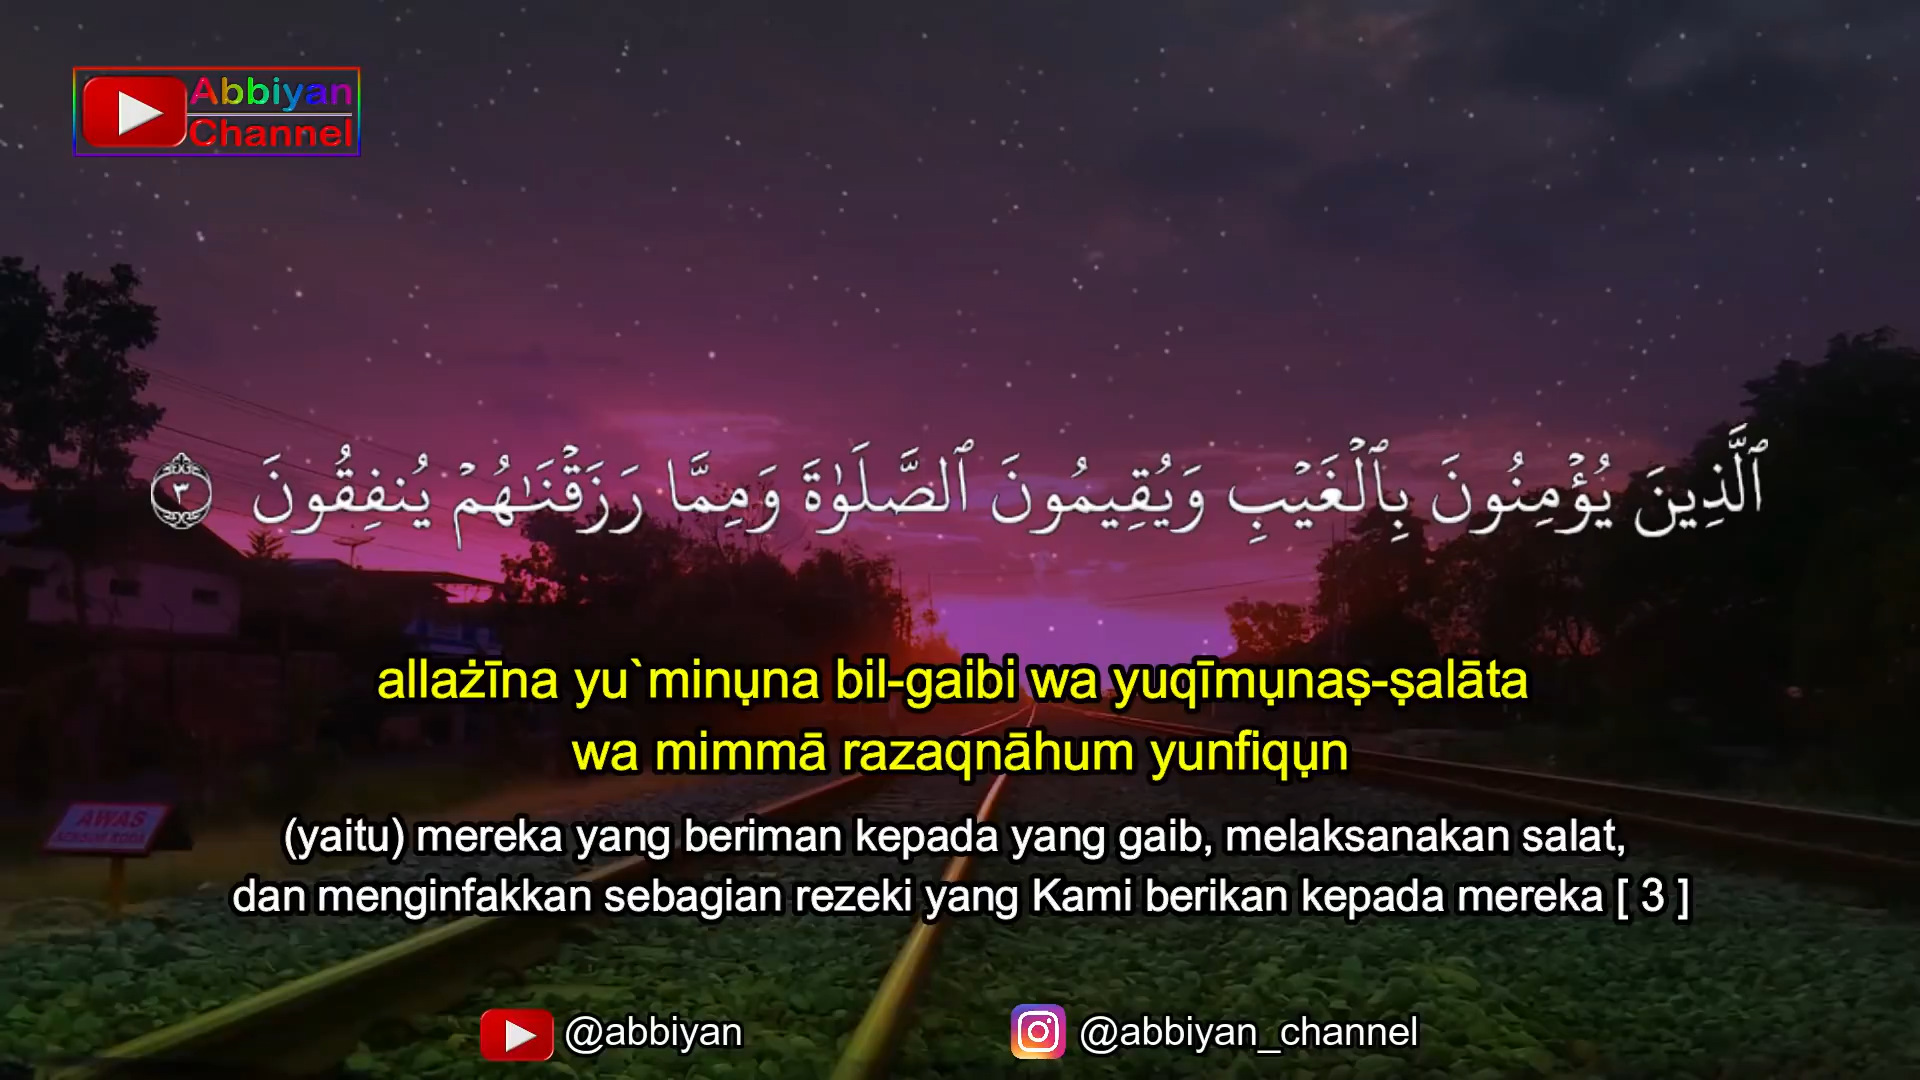 Abbiyan
Channel
ٱلَّذِينَ يُؤۡمِنُونَ بِٱلۡغَيۡبِ وَيُقِيمُونَ ٱلصَّلَوٰةَ وَمِمَّا رَزَقۡنَـٰهُمۡ يُنفِقُونَ ٣
allażīna yu`minụna bil-gaibi wa yuqīmụnaṣ-ṣalāta
wa mimmā razaqnāhum yunfiqụn
AWAS
(yaitu) mereka yang beriman kepada yang gaib, melaksanakan salat,
dan menginfakkan sebagian rezeki yang Kami berikan kepada mereka [ 3 ]
@abbiyan
@abbiyan_channel